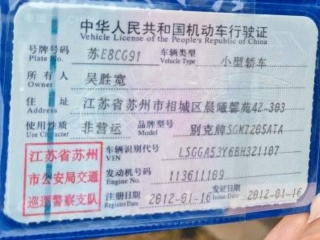 中华人民共和国机动车行驶证
Vehicle License of the People's Republic of China
号牌号码 苏E8CG91 车辆类型 小型轿车
Plate No. Vehicle Type
所有人 吴胜宽
Owner
住址 江苏省苏州市相城区晨曦馨苑42-303
Address
使用性质 非营运 品牌型号 别克牌SGM7205ATA
Use Character Model
江苏省苏州 车辆识别代号 LSGGA53Y6BH321107
市公安局交通 VIN
巡逻警察支队 发动机号码 113611109
Engine No.
注册日期 2012-01-16 发证日期 2012-01-16
Register Date Issue Date